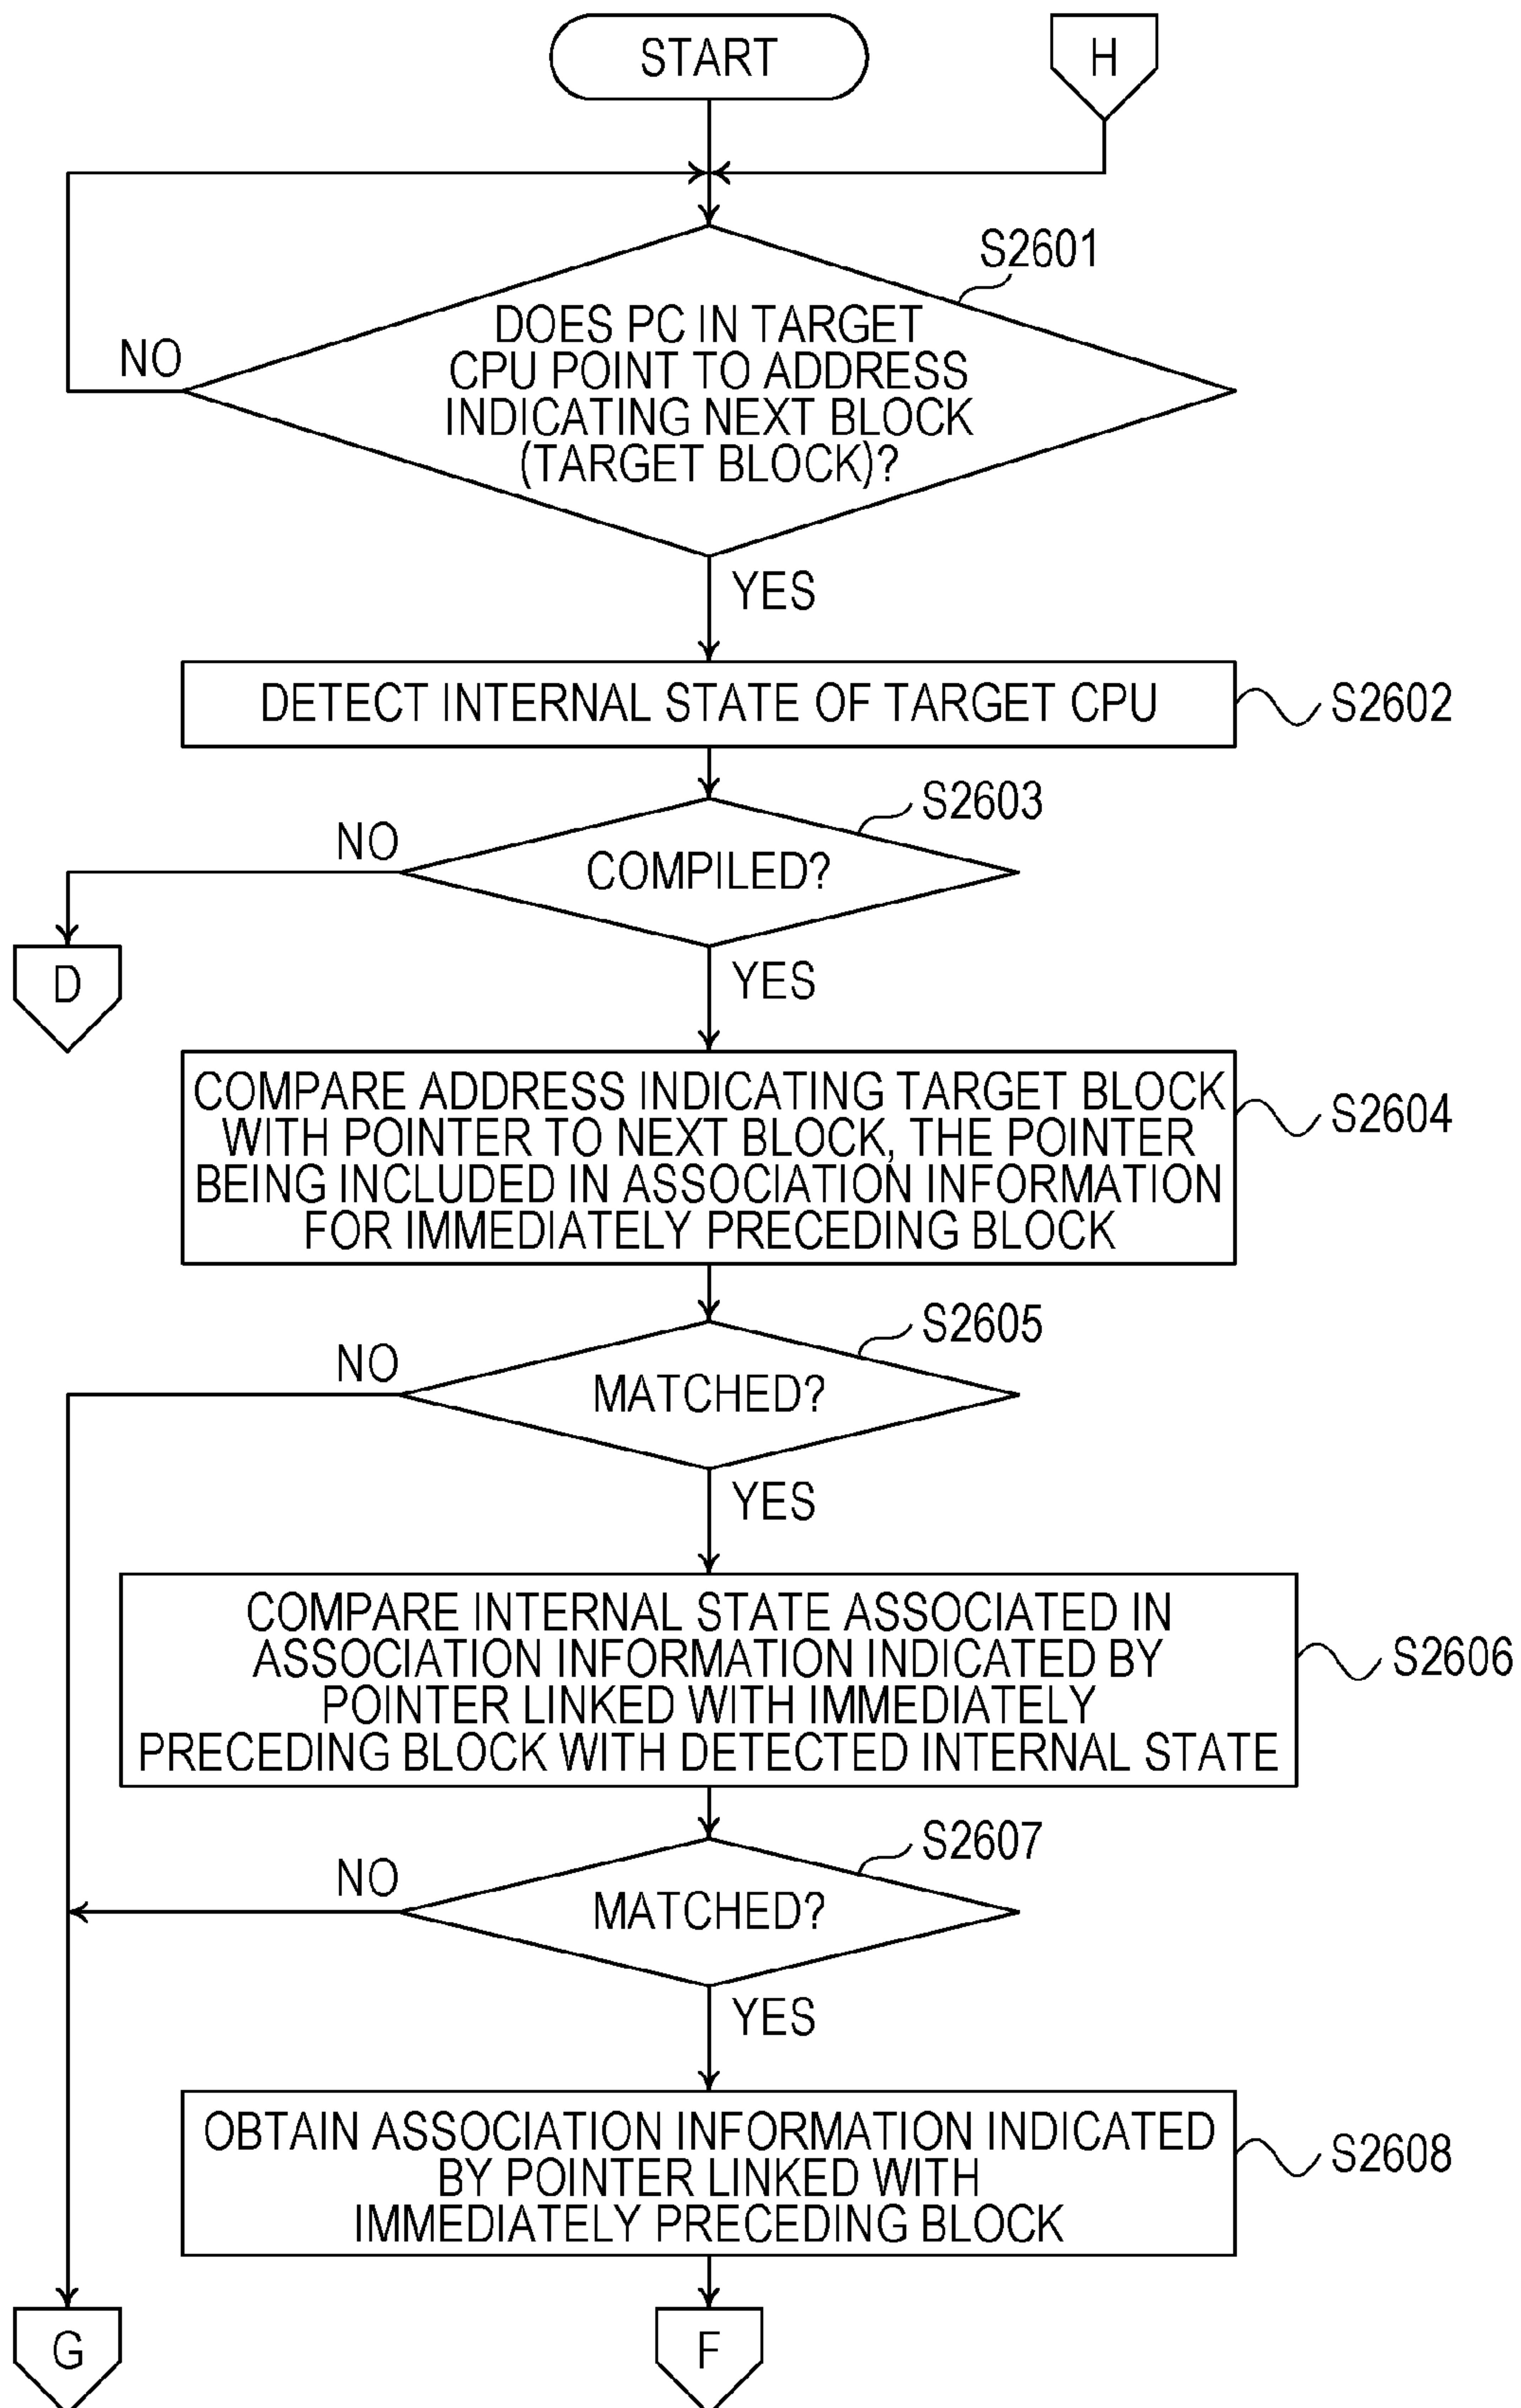 START
H
S2601
DOES PC IN TARGET
CPU POINT TO ADDRESS
INDICATING NEXT BLOCK
(TARGET BLOCK)?
NO
YES
DETECT INTERNAL STATE OF TARGET CPU
S2602
S2603
NO
COMPILED?
D
YES
COMPARE ADDRESS INDICATING TARGET BLOCK
WITH POINTER TO NEXT BLOCK, THE POINTER
BEING INCLUDED IN ASSOCIATION INFORMATION
FOR IMMEDIATELY PRECEDING BLOCK
S2604
S2605
NO
MATCHED?
YES
COMPARE INTERNAL STATE ASSOCIATED IN
ASSOCIATION INFORMATION INDICATED BY
POINTER LINKED WITH IMMEDIATELY
PRECEDING BLOCK WITH DETECTED INTERNAL STATE
S2606
S2607
NO
MATCHED?
YES
OBTAIN ASSOCIATION INFORMATION INDICATED
BY POINTER LINKED WITH
IMMEDIATELY PRECEDING BLOCK
S2608
G
F